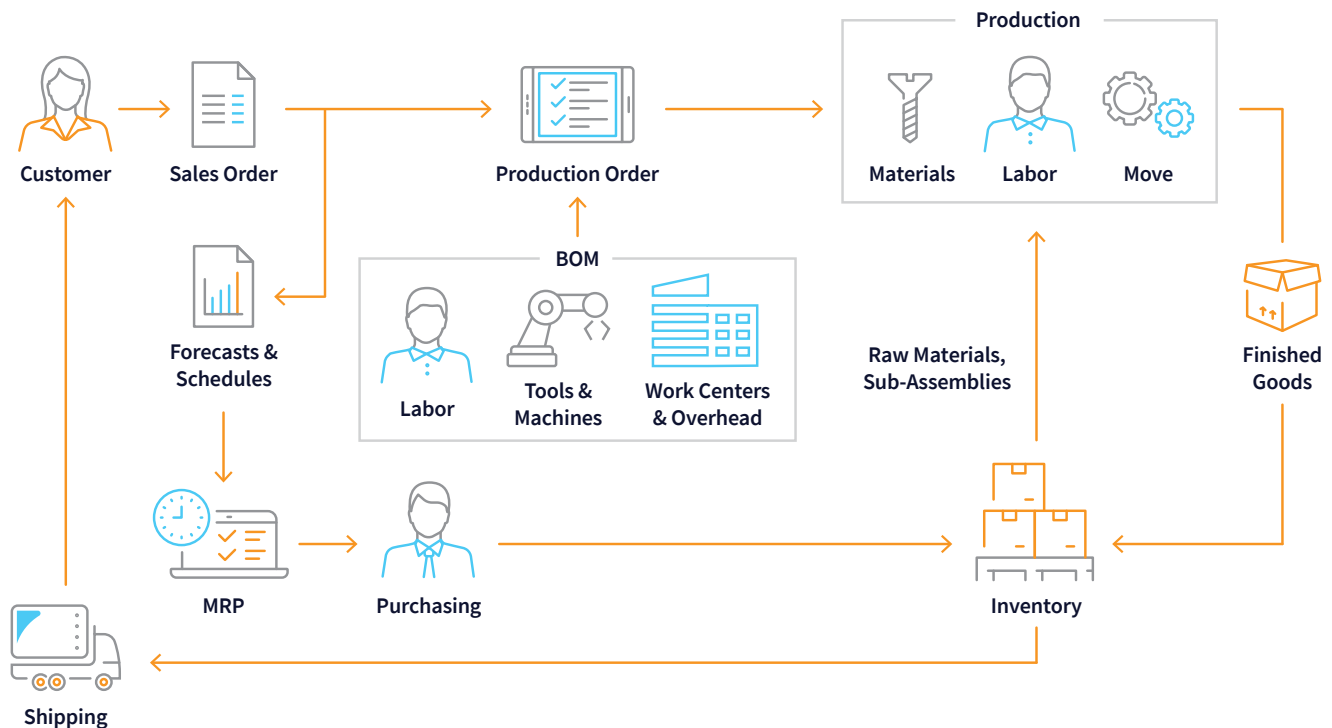 Production
Customer
Sales Order
Production Order
Materials
Labor
Move
BOM
Forecasts &
Schedules
Labor
Tools &
Machines
Work Centers
& Overhead
Raw Materials,
Sub-Assemblies
Finished
Goods
MRP
Purchasing
Inventory
Shipping